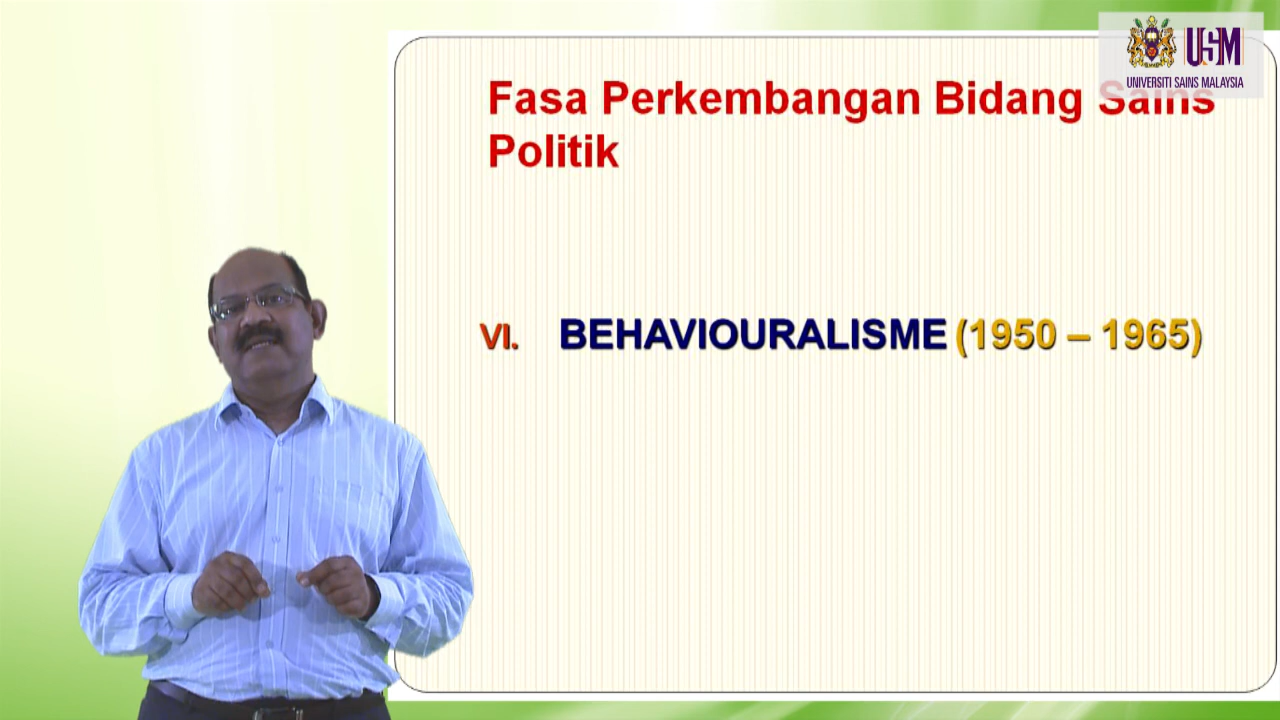 USM
UNIVERSITI SAINS MALAYSIA
Fasa Perkembangan Bidang Sains
Politik
VI. BEHAVIOURALISME (1950 – 1965)